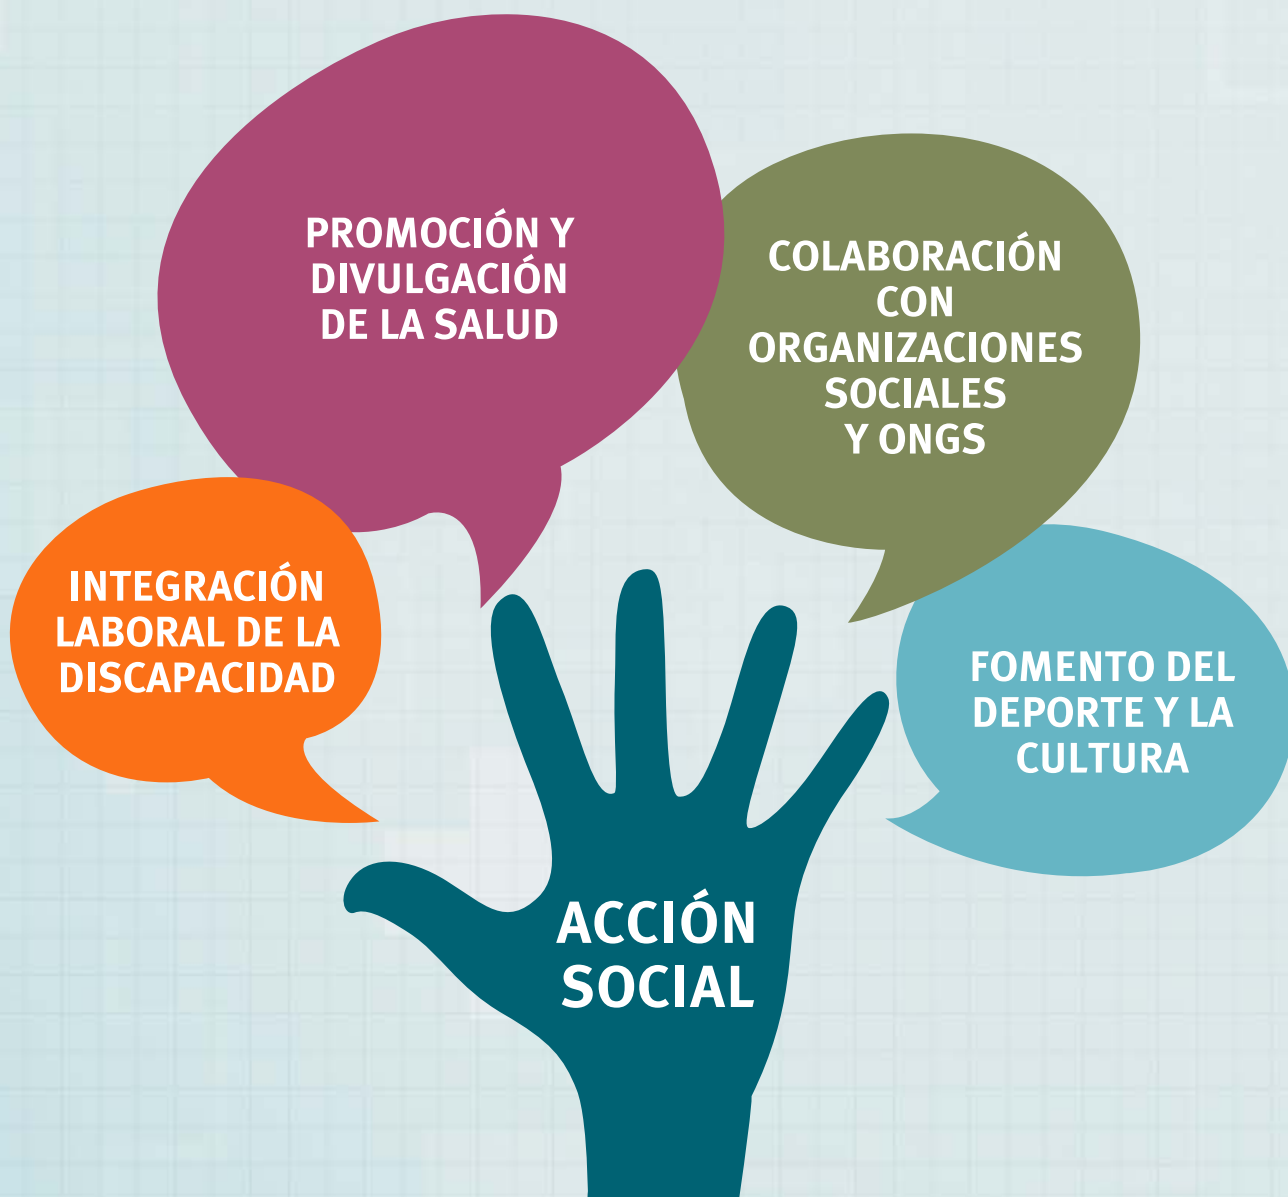 PROMOCIÓN Y
DIVULGACIÓN
DE LA SALUD
COLABORACIÓN
CON
ORGANIZACIONES
SOCIALES
Y ONGS
INTEGRACIÓN
LABORAL DE LA
DISCAPACIDAD
FOMENTO DEL
DEPORTE Y LA
CULTURA
ACCIÓN
SOCIAL